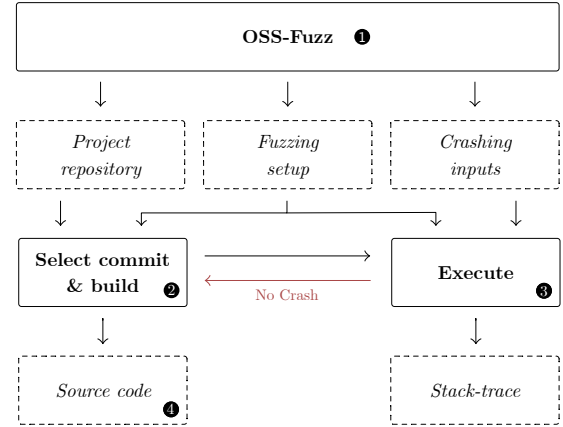 OSS-Fuzz ❶
Project
repository
Fuzzing
setup
Crashing
inputs
Select commit
& build ❷
No Crash
Execute
❸
Source code
❹
Stack-trace